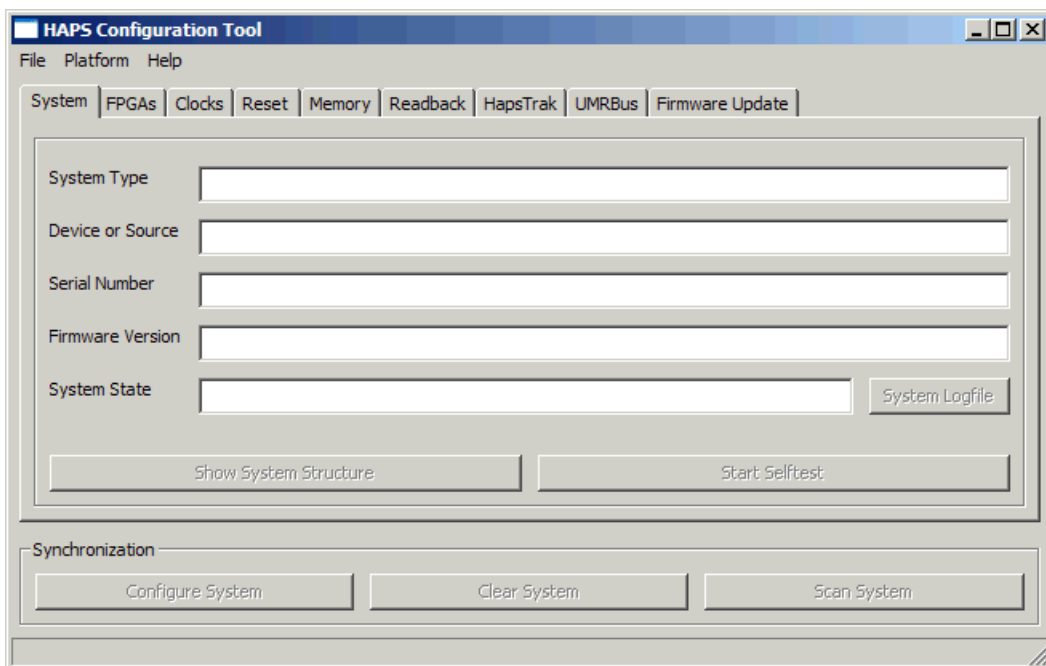 HAPS Configuration Tool
File Platform Help
System FPGAs Clocks Reset Memory Readback HapsTrak UMRBus Firmware Update
System Type
Device or Source
Serial Number
Firmware Version
System State System Logfile
Show System Structure Start Selftest
Synchronization
Configure System Clear System Scan System